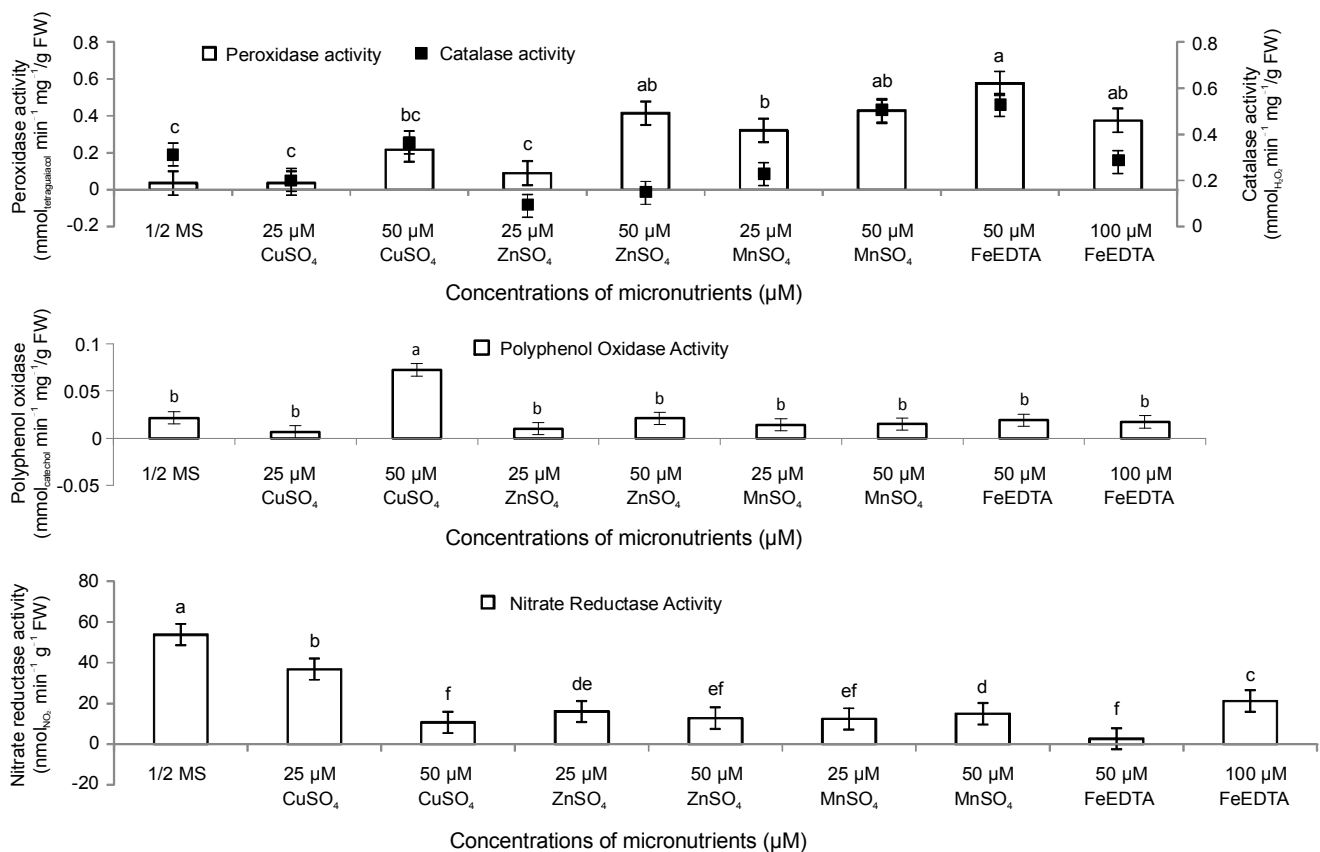 Peroxidase activity
(mmol tetraguaiacol min⁻¹ mg⁻¹/g FW)
0.8
0.6
0.4
0.2
0
-0.2
Peroxidase activity
Catalase activity
c
c
bc
c
ab
b
ab
a
ab
0.8
0.6
0.4
0.2
0
Catalase activity
(mmol H₂O₂ min⁻¹ mg⁻¹/g FW)
1/2 MS
25 µM
CuSO₄
50 µM
CuSO₄
25 µM
ZnSO₄
50 µM
ZnSO₄
25 µM
MnSO₄
50 µM
MnSO₄
50 µM
FeEDTA
100 µM
FeEDTA
Concentrations of micronutrients (µM)
Polyphenol oxidase
(mmol catechol min⁻¹ mg⁻¹/g FW)
0.1
0.05
0
-0.05
Polyphenol Oxidase Activity
b
b
a
b
b
b
b
b
b
1/2 MS
25 µM
CuSO₄
50 µM
CuSO₄
25 µM
ZnSO₄
50 µM
ZnSO₄
25 µM
MnSO₄
50 µM
MnSO₄
50 µM
FeEDTA
100 µM
FeEDTA
Concentrations of micronutrients (µM)
Nitrate reductase activity
(nmol NO₂ min⁻¹ g⁻¹ FW)
80
60
40
20
0
-20
Nitrate Reductase Activity
a
b
f
de
ef
ef
d
f
c
1/2 MS
25 µM
CuSO₄
50 µM
CuSO₄
25 µM
ZnSO₄
50 µM
ZnSO₄
25 µM
MnSO₄
50 µM
MnSO₄
50 µM
FeEDTA
100 µM
FeEDTA
Concentrations of micronutrients (µM)